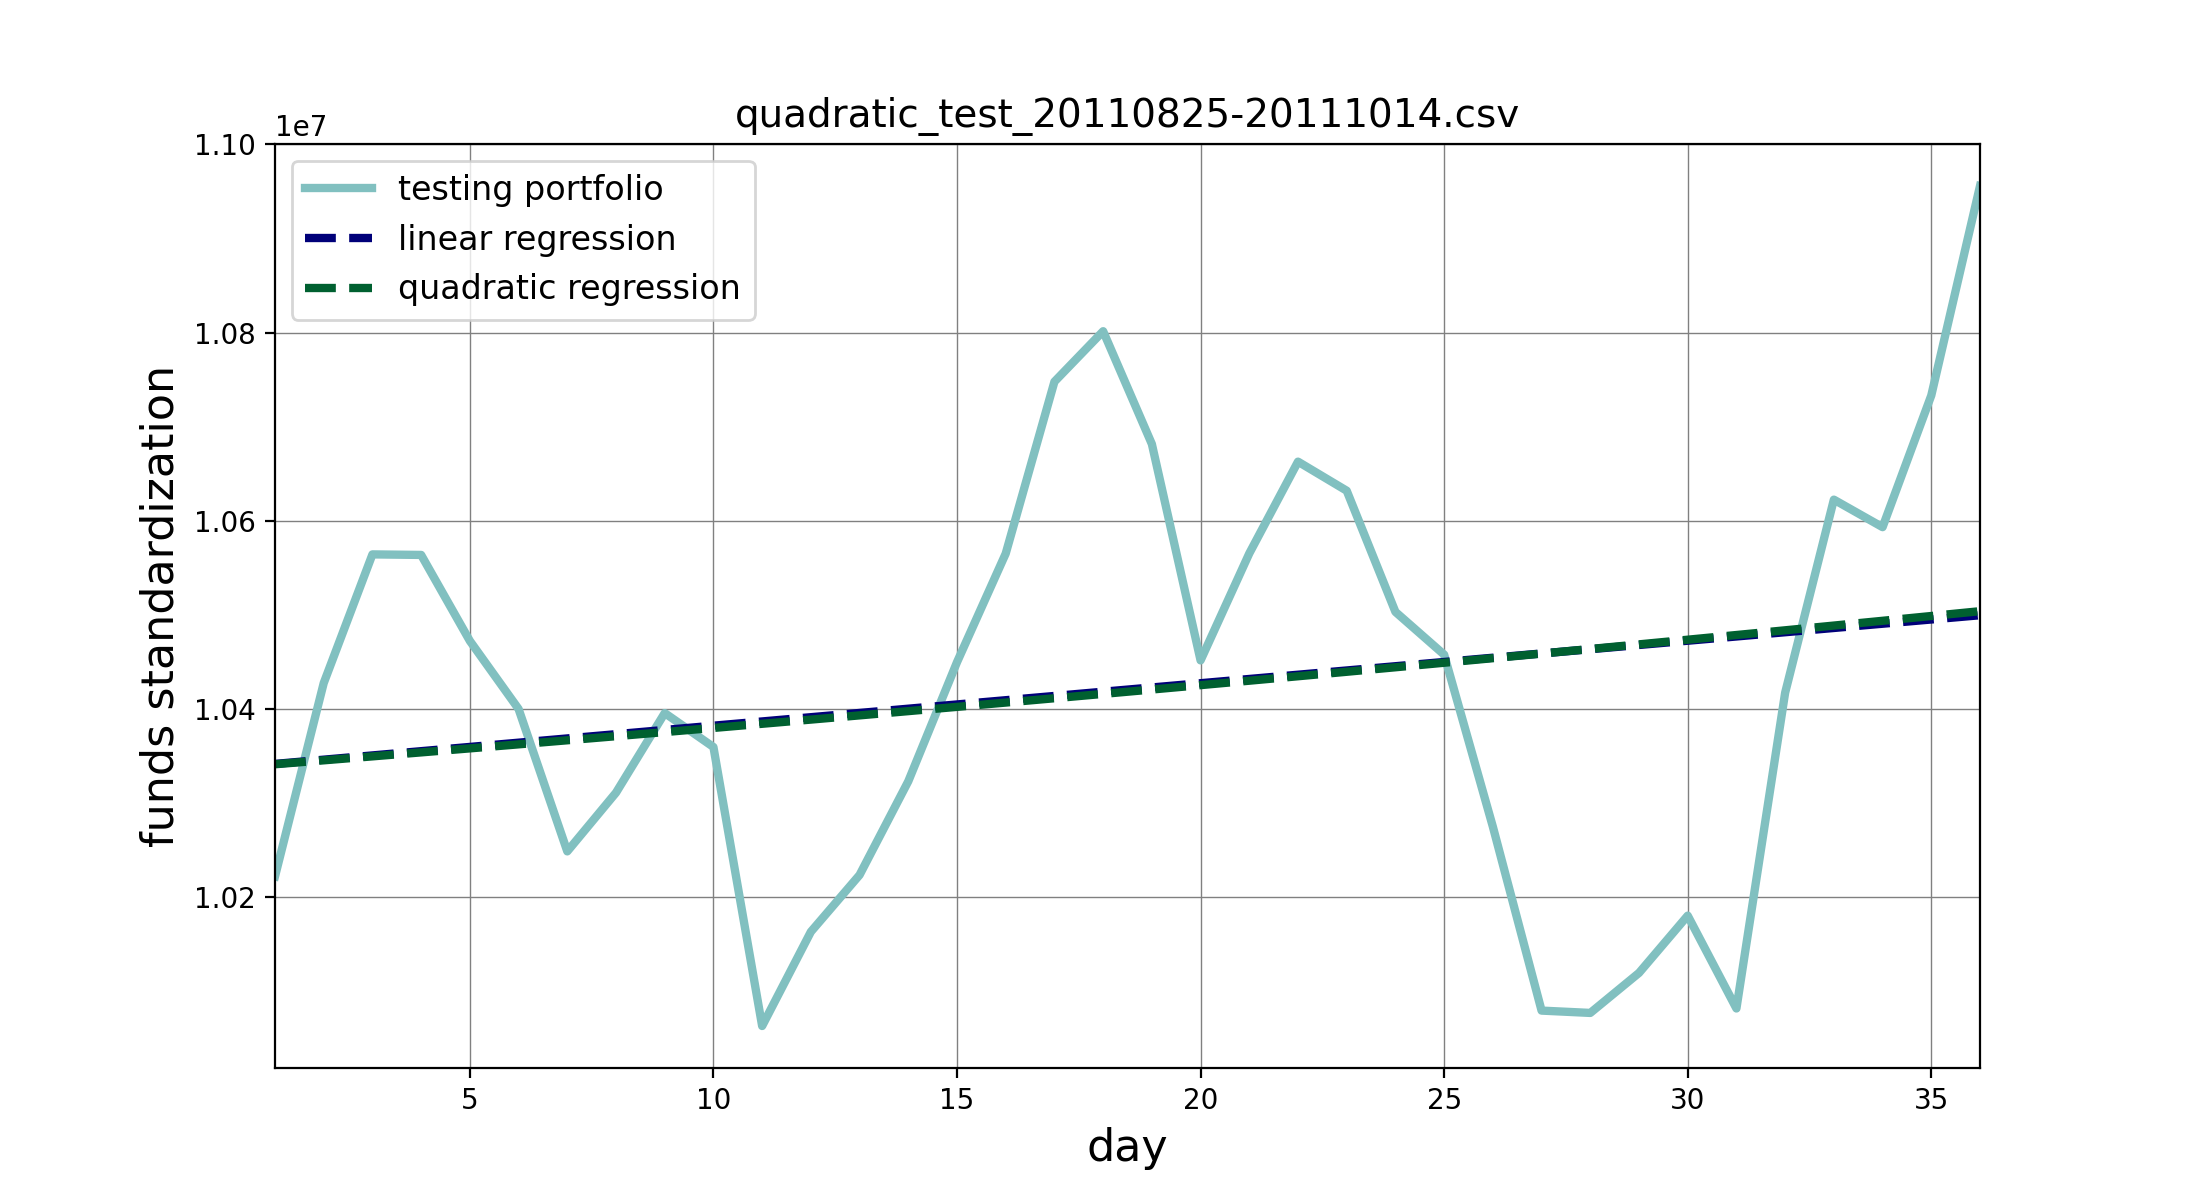 quadratic_test_20110825-20111014.csv
1e7
1.10
1.08
1.06
1.04
1.02
funds standardization
testing portfolio
linear regression
quadratic regression
5 10 15 20 25 30 35
day